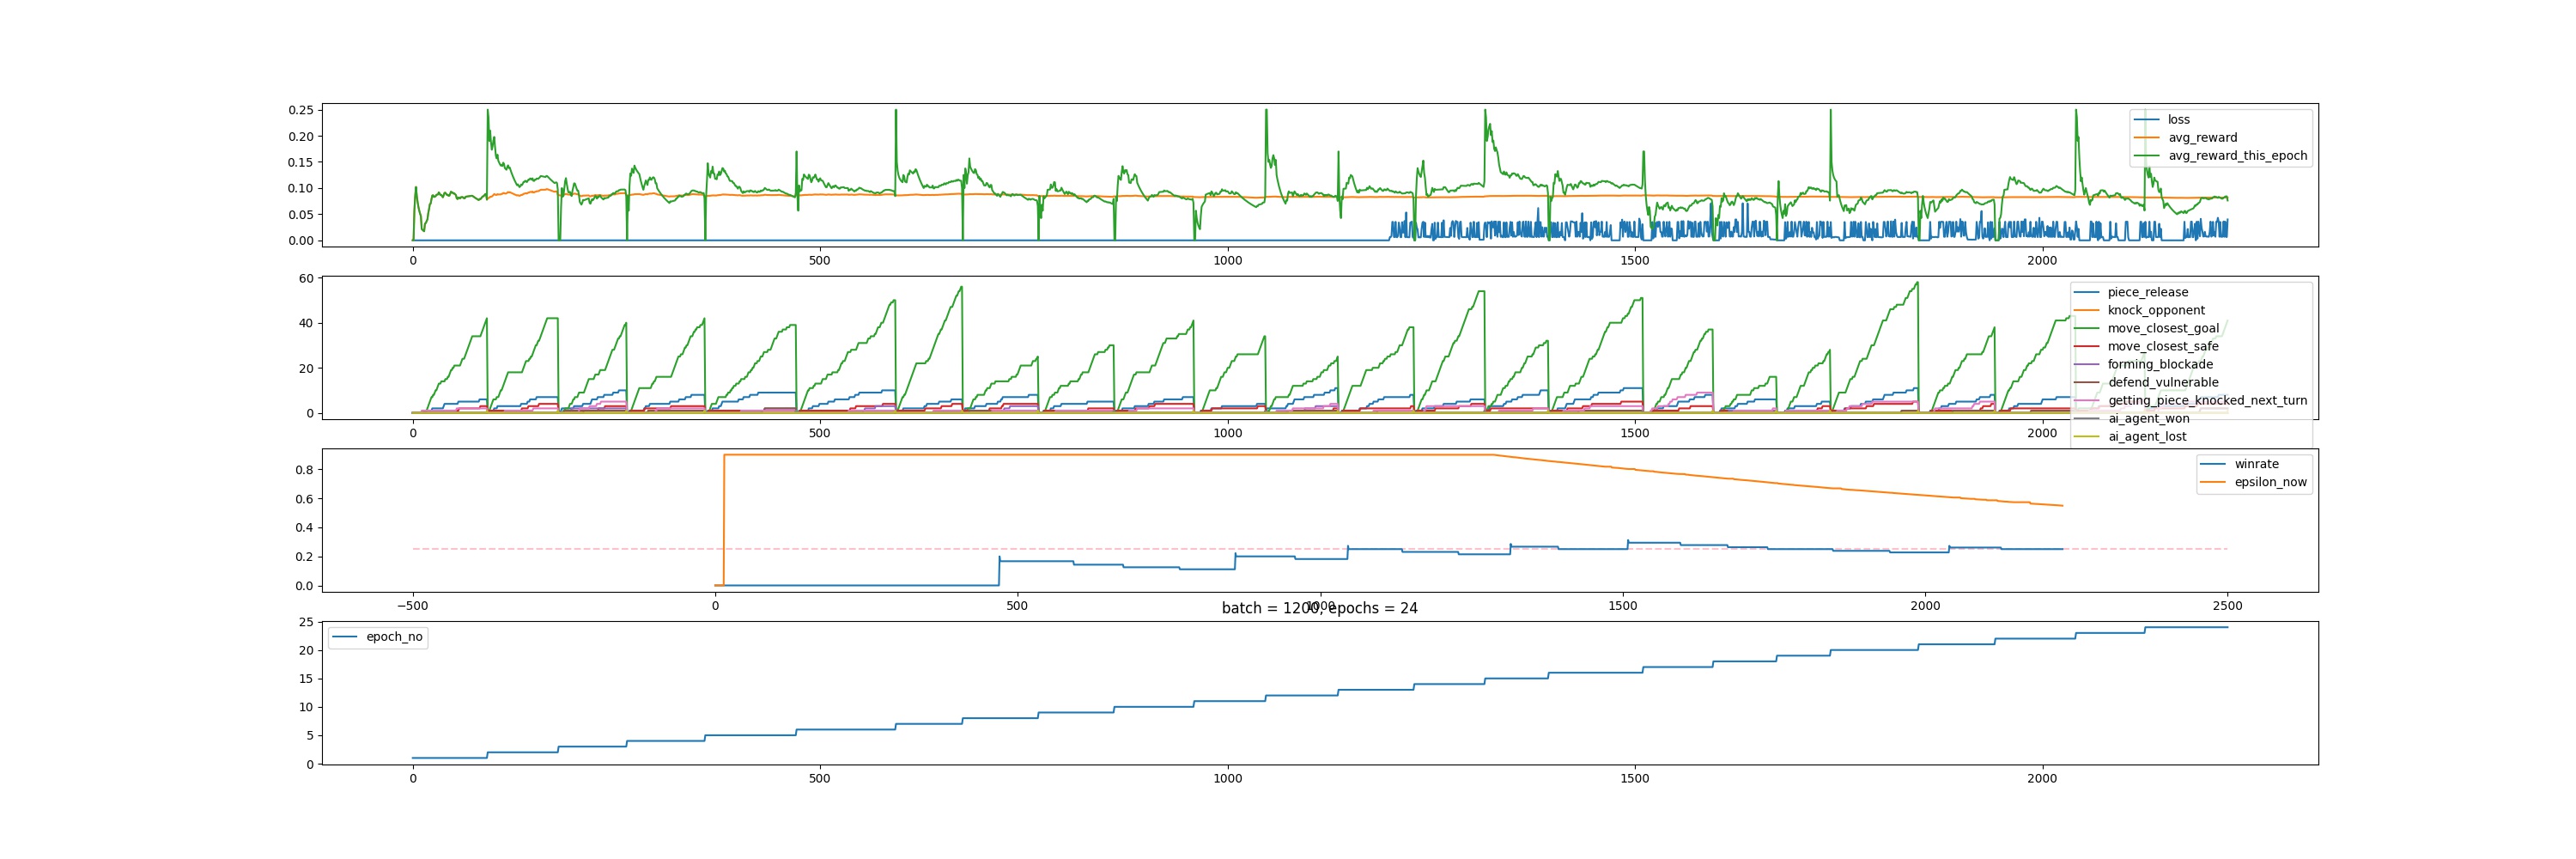 0.25
0.20
0.15
0.10
0.05
0.00
loss
avg_reward
avg_reward_this_epoch
0 500 1000 1500 2000
60
40
20
0
piece_release
knock_opponent
move_closest_goal
move_closest_safe
forming_blockade
defend_vulnerable
getting_piece_knocked_next_turn
ai_agent_won
ai_agent_lost
0 500 1000 1500 2000
0.8
0.6
0.4
0.2
0.0
winrate
epsilon_now
−500 0 500 1000 1500 2000 2500
batch = 1200, epochs = 24
25
20
15
10
5
0
epoch_no
0 500 1000 1500 2000